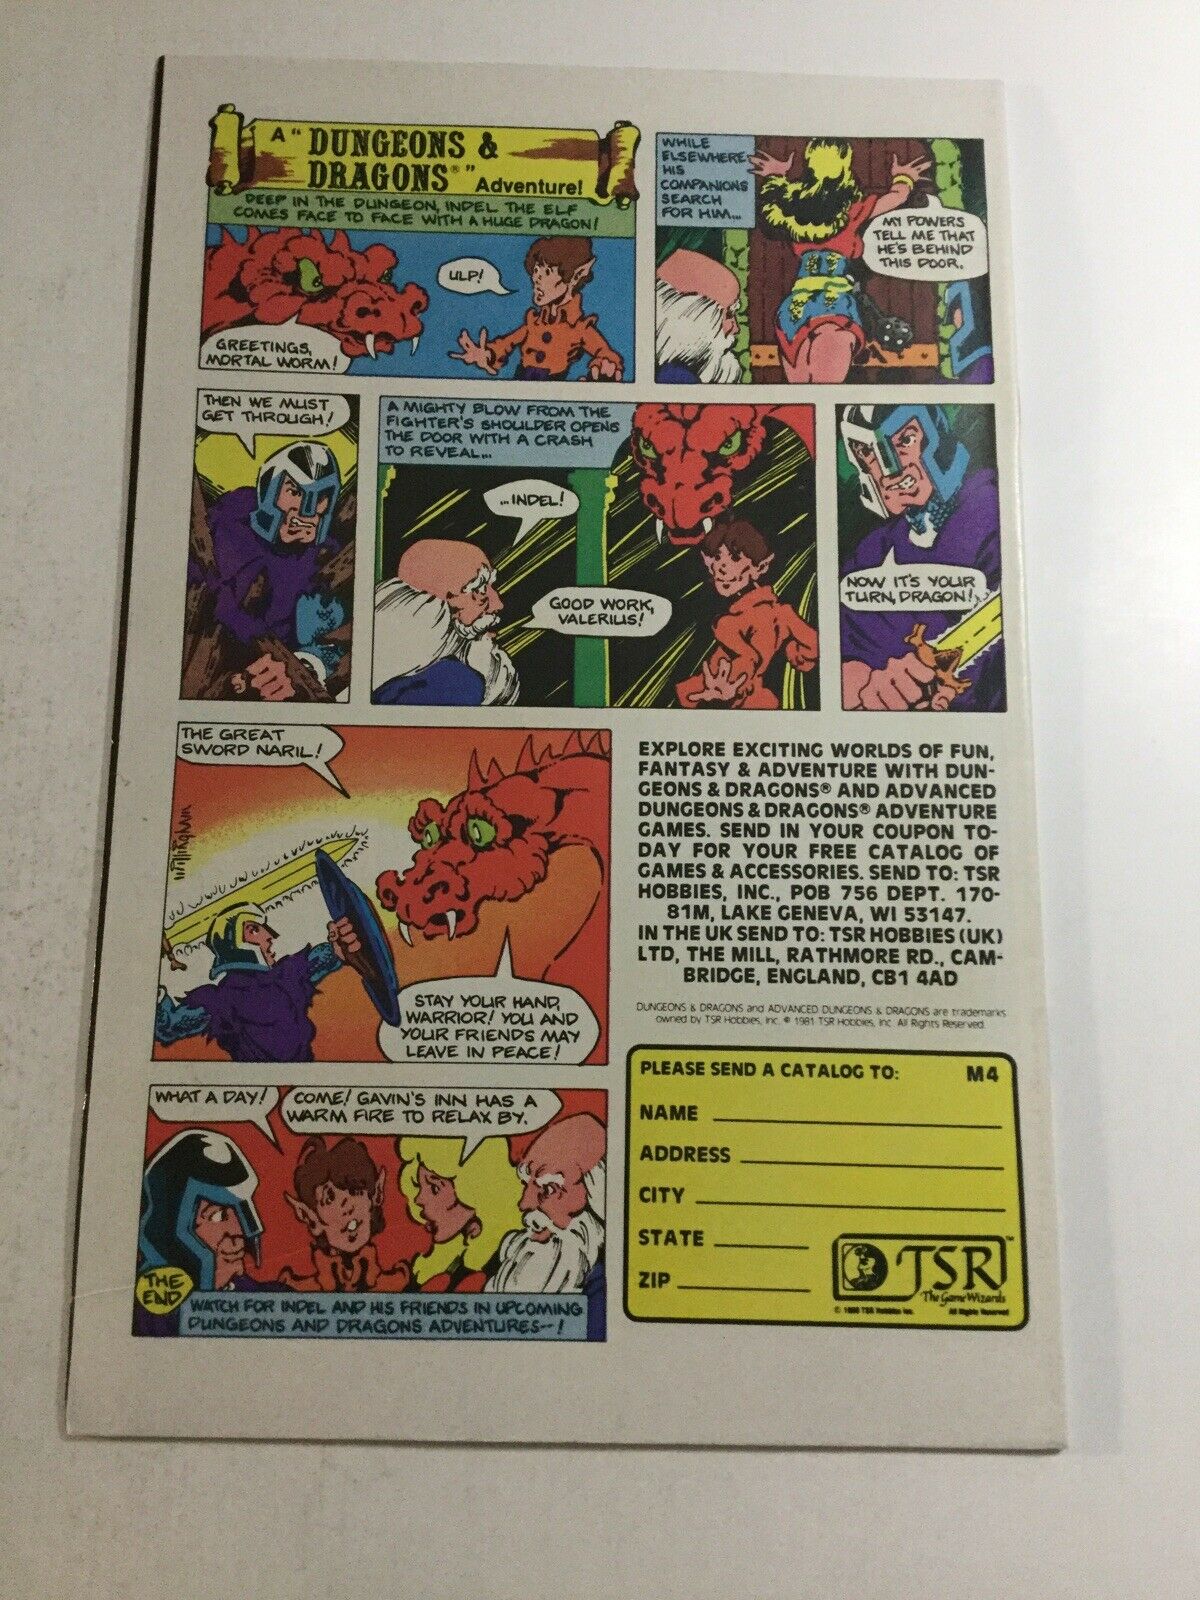 A "DUNGEONS &
DRAGONS®" Adventure!
DEEP IN THE DUNGEON, INDEL THE ELF
COMES FACE TO FACE WITH A HUGE DRAGON!
ULP!
GREETINGS,
MORTAL WORM!
WHILE
ELSEWHERE
HIS
COMPANIONS
SEARCH
FOR HIM...
MY POWERS
TELL ME THAT
HE'S BEHIND
THIS DOOR.
THEN WE MUST
GET THROUGH!
A MIGHTY BLOW FROM THE
FIGHTER'S SHOULDER OPENS
THE DOOR WITH A CRASH
TO REVEAL...
...INDEL!
GOOD WORK,
VALERIUS!
NOW IT'S YOUR
TURN, DRAGON!
THE GREAT
SWORD NARIL!
Willingham
STAY YOUR HAND,
WARRIOR! YOU AND
YOUR FRIENDS MAY
LEAVE IN PEACE!
WHAT A DAY!
COME! GAVIN'S INN HAS A
WARM FIRE TO RELAX BY.
THE
END
WATCH FOR INDEL AND HIS FRIENDS IN UPCOMING
DUNGEONS AND DRAGONS ADVENTURES--!
EXPLORE EXCITING WORLDS OF FUN,
FANTASY & ADVENTURE WITH DUN-
GEONS & DRAGONS® AND ADVANCED
DUNGEONS & DRAGONS® ADVENTURE
GAMES. SEND IN YOUR COUPON TO-
DAY FOR YOUR FREE CATALOG OF
GAMES & ACCESSORIES. SEND TO: TSR
HOBBIES, INC., POB 756 DEPT. 170-
81M, LAKE GENEVA, WI 53147.
IN THE UK SEND TO: TSR HOBBIES (UK)
LTD, THE MILL, RATHMORE RD., CAM-
BRIDGE, ENGLAND, CB1 4AD
DUNGEONS & DRAGONS and ADVANCED DUNGEONS & DRAGONS are trademarks
owned by TSR Hobbies, Inc. © 1981 TSR Hobbies, Inc. All Rights Reserved.
PLEASE SEND A CATALOG TO: M4
NAME
ADDRESS
CITY
STATE
ZIP
TSR™
The Game Wizards
© 1980 TSR Hobbies Inc. All Rights Reserved